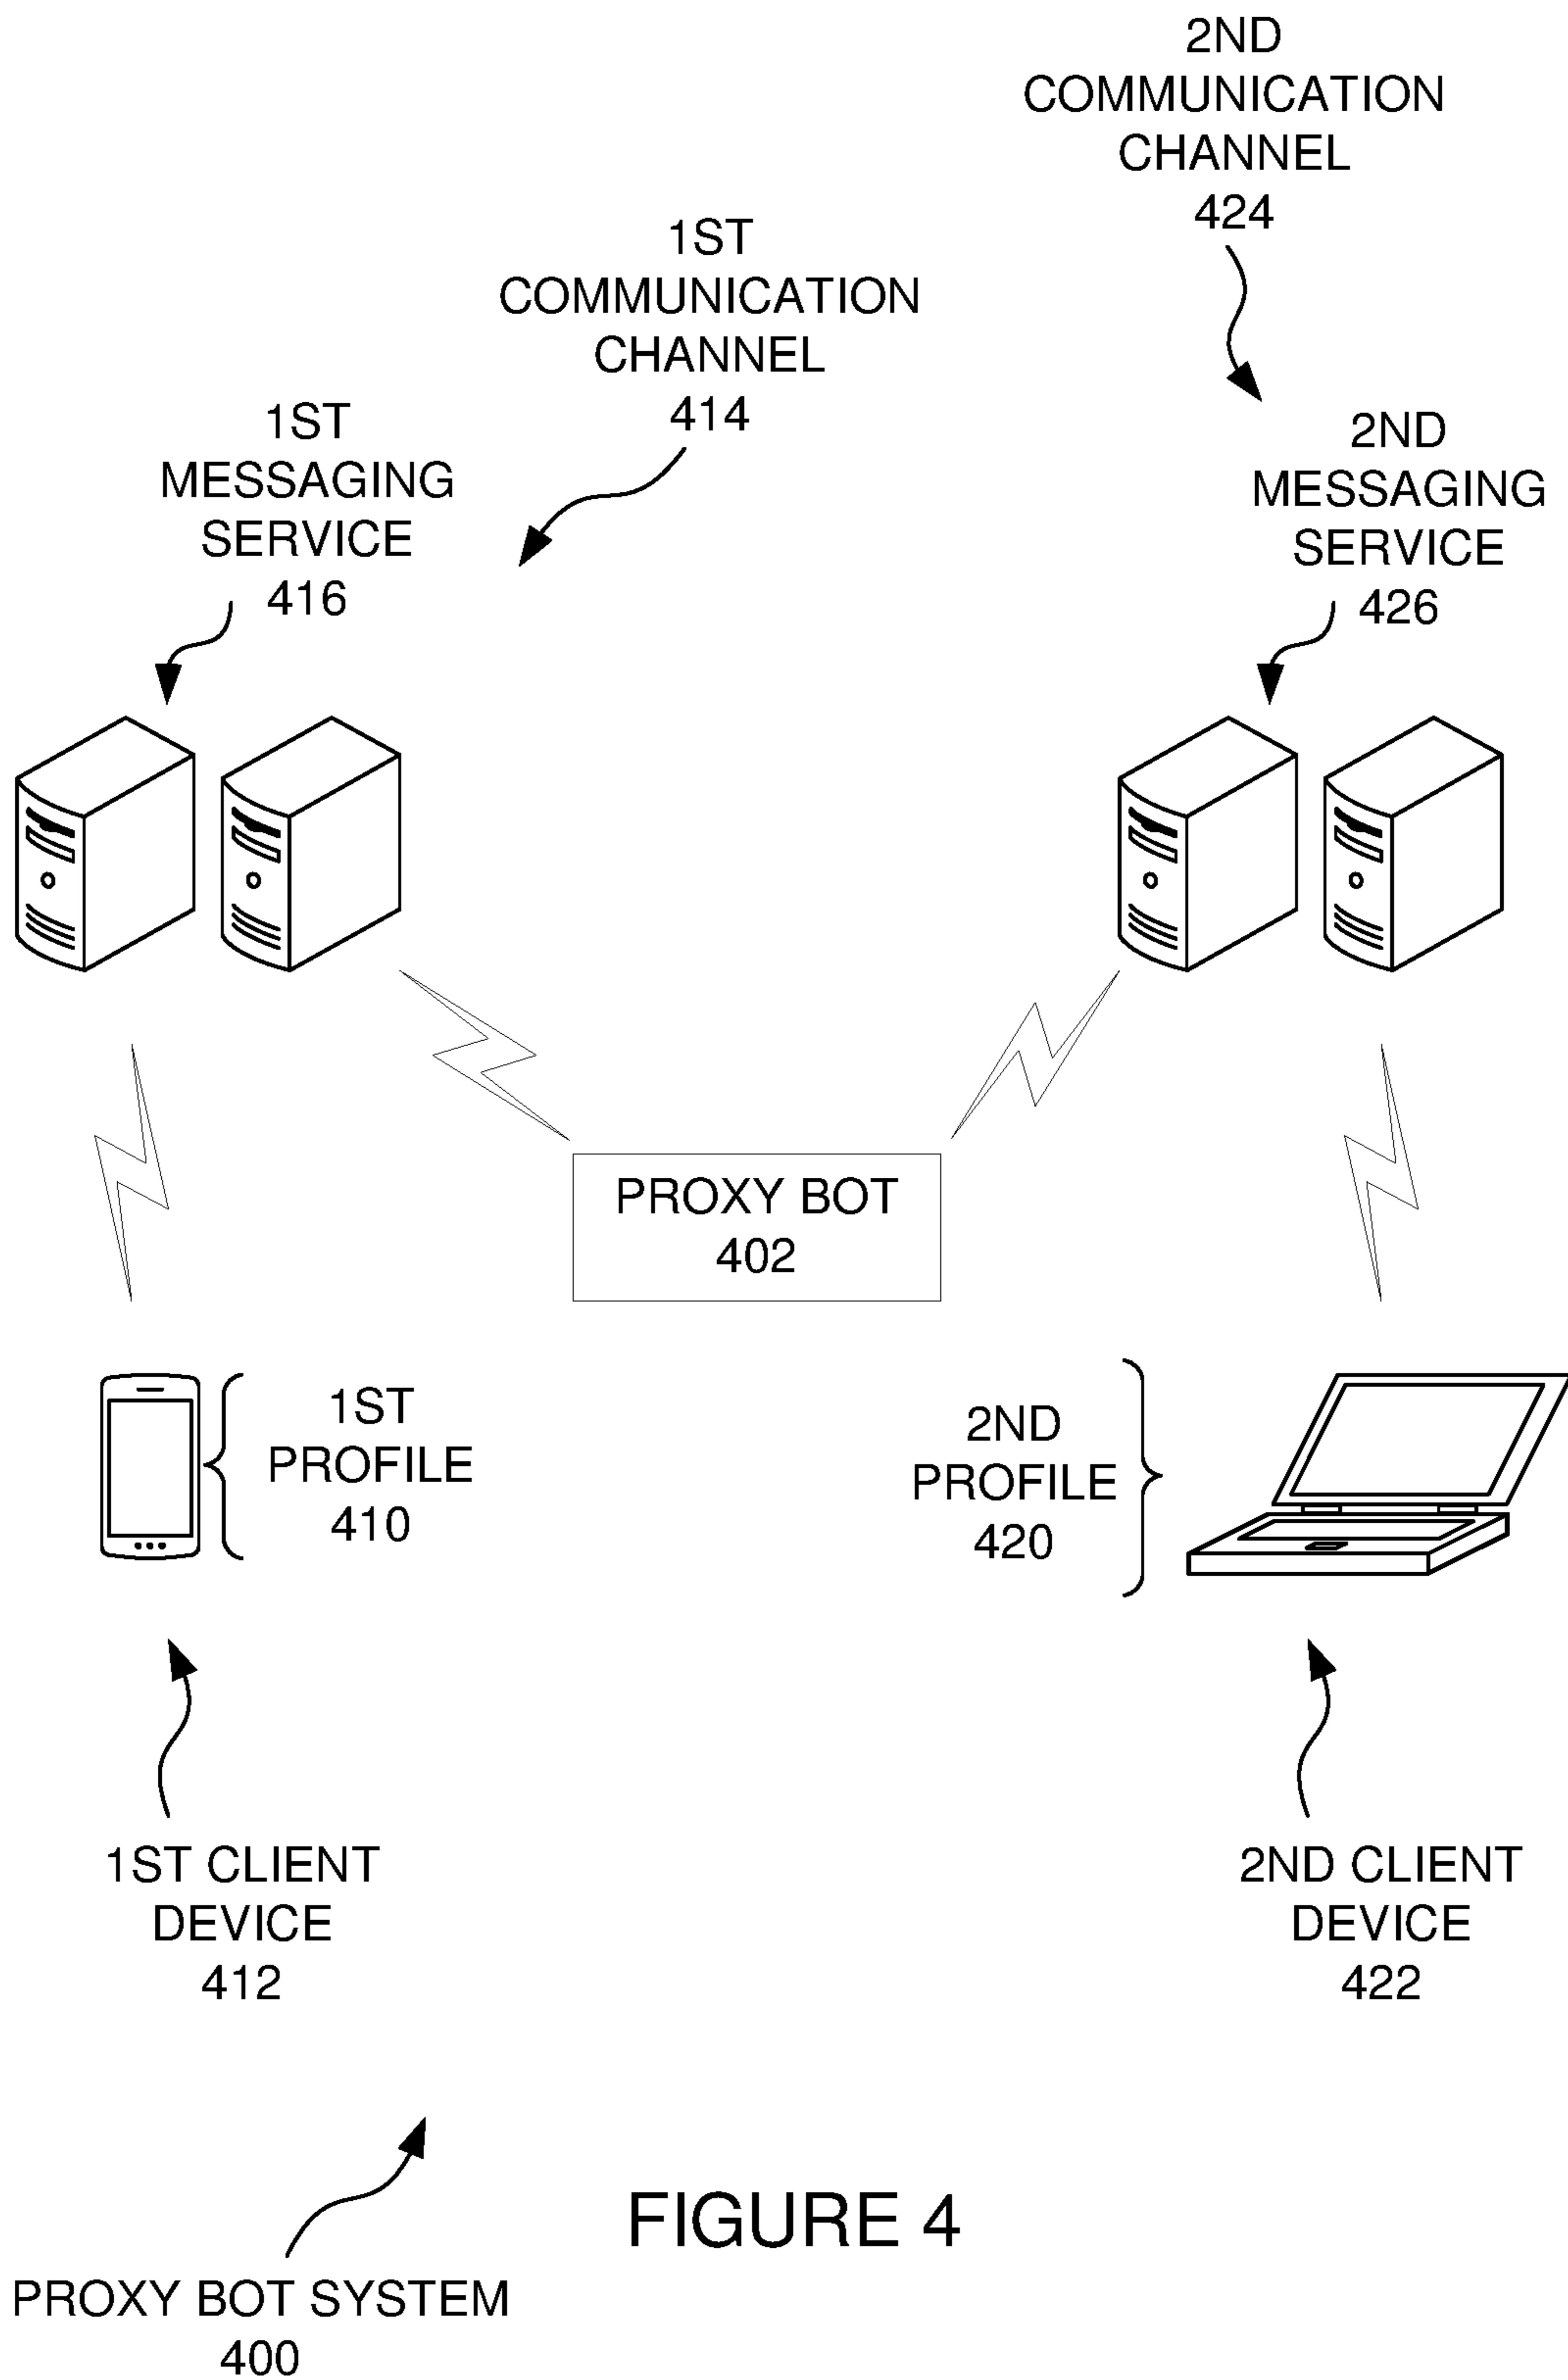 2ND
COMMUNICATION
CHANNEL
424
1ST
COMMUNICATION
CHANNEL
414
1ST
MESSAGING
SERVICE
416
2ND
MESSAGING
SERVICE
426
PROXY BOT
402
1ST
PROFILE
410
2ND
PROFILE
420
1ST CLIENT
DEVICE
412
2ND CLIENT
DEVICE
422
FIGURE 4
PROXY BOT SYSTEM
400